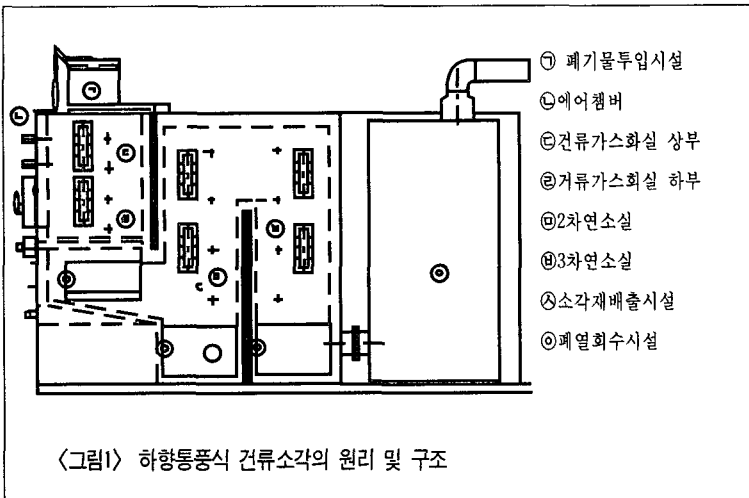 ㉠ 폐기물투입시설
㉡에어챔버
㉢건류가스화실 상부
㉣거류가스회실 하부
㉤2차연소실
㉥3차연소실
㉦소각재배출시설
㉧폐열회수시설
<그림1> 하향통풍식 건류소각의 원리 및 구조